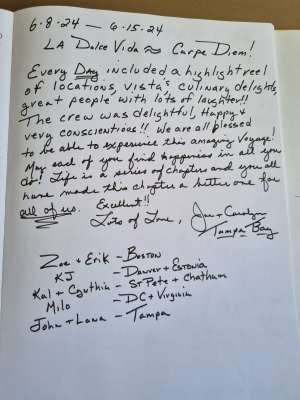 6-8-24 — 6-15-24
LA Dolce Vida ≈ Carpe Diem!
Every Day included a highlight reel
of locations, vista's culinary delights,
great people with lots of laughter!!
The crew was delightful, Happy &
very conscientious!! We are all blessed
to be able to experience this amazing voyage!
May each of you find happiness in all you
do! Life is a series of chapters and you all
have made this chapter a better one for
all of us. Excellent!!
Lots of Love, Jim + Carolyn
Tampa Bay
Zoe + Erik - Boston
KJ - Denver + Estonia
Kal + Cynthia - St Pete + Chatham
Milo - DC + Virginia
John + Lana - Tampa